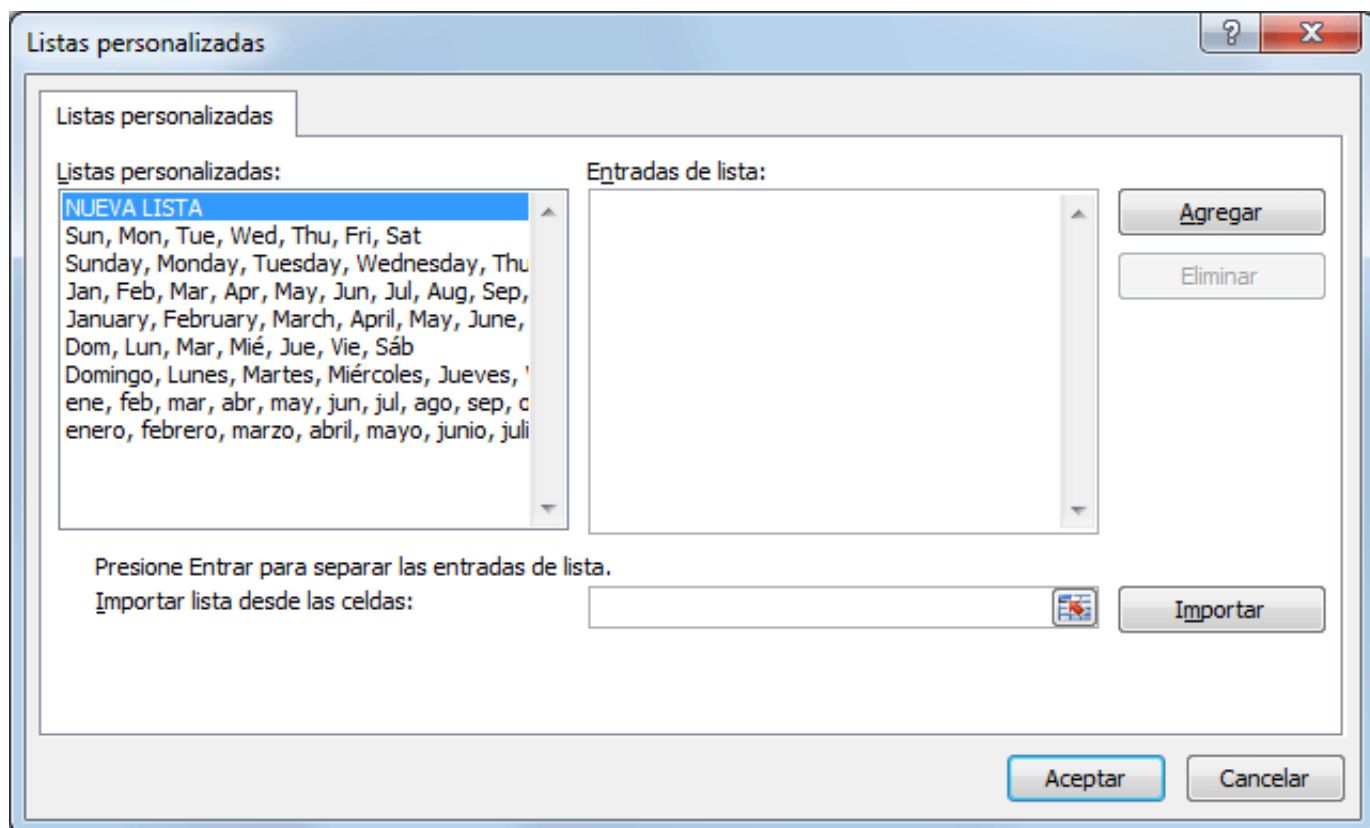 Listas personalizadas
Listas personalizadas
Listas personalizadas:
NUEVA LISTA
Sun, Mon, Tue, Wed, Thu, Fri, Sat
Sunday, Monday, Tuesday, Wednesday, Thu
Jan, Feb, Mar, Apr, May, Jun, Jul, Aug, Sep,
January, February, March, April, May, June,
Dom, Lun, Mar, Mié, Jue, Vie, Sáb
Domingo, Lunes, Martes, Miércoles, Jueves,
ene, feb, mar, abr, may, jun, jul, ago, sep,
enero, febrero, marzo, abril, mayo, junio, juli
Entradas de lista:
Agregar
Eliminar
Presione Entrar para separar las entradas de lista.
Importar lista desde las celdas:
Importar
Aceptar
Cancelar